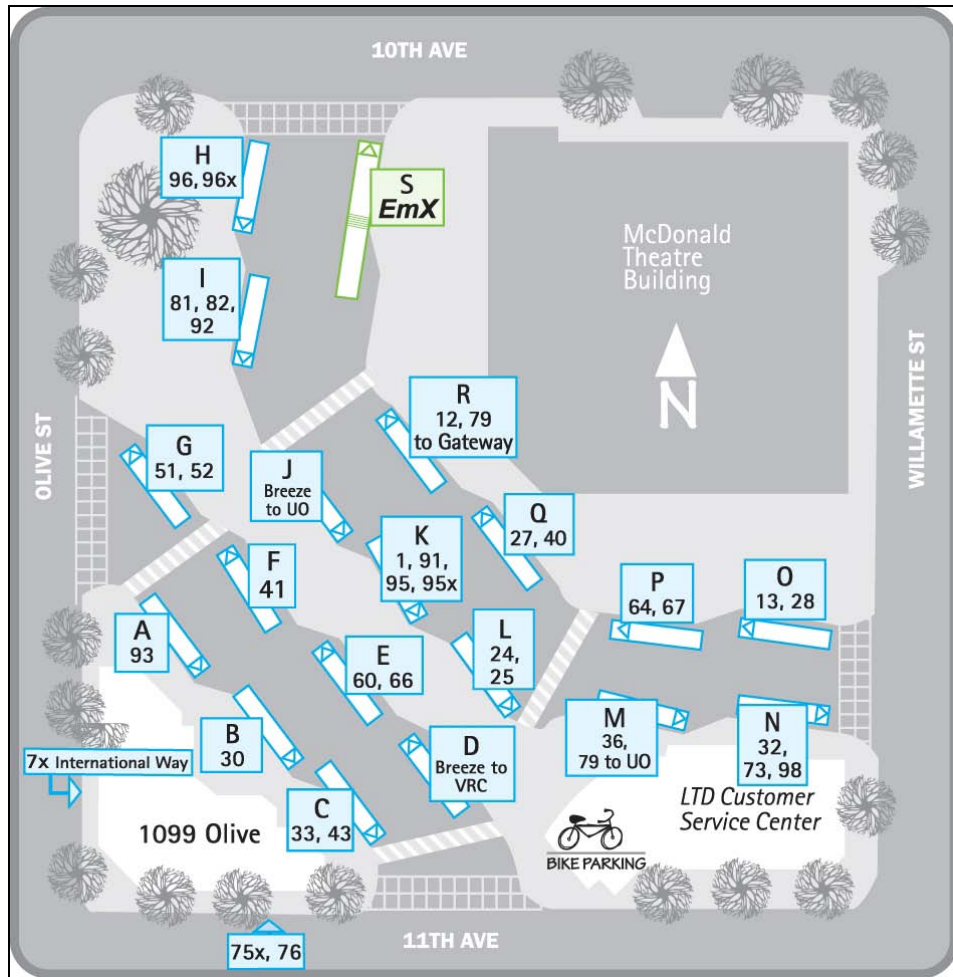 10TH AVE
H
96, 96x
S
EmX
McDonald
Theatre
Building
I
81, 82,
92
N
WILLAMETTE ST
OLIVE ST
R
12, 79
to Gateway
G
51, 52
J
Breeze
to UO
Q
27, 40
K
1, 91,
95, 95x
F
41
P
64, 67
O
13, 28
A
93
L
24,
25
E
60, 66
B
30
D
Breeze to
VRC
M
36,
79 to UO
N
32,
73, 98
7x International Way
C
33, 43
1099 Olive
LTD Customer
Service Center
BIKE PARKING
75x, 76
11TH AVE